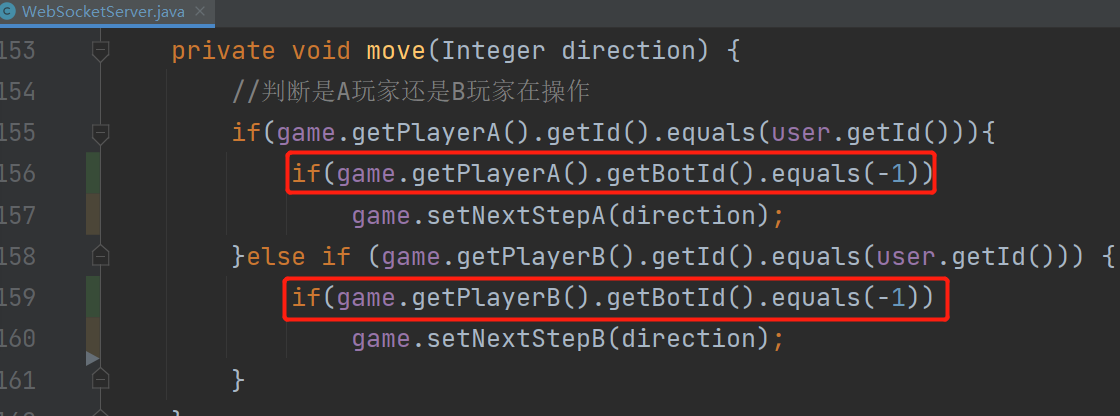 WebSocketServer.java
153 private void move(Integer direction) {
154 //判断是A玩家还是B玩家在操作
155 if(game.getPlayerA().getId().equals(user.getId())){
156 if(game.getPlayerA().getBotId().equals(-1))
157 game.setNextStepA(direction);
158 }else if (game.getPlayerB().getId().equals(user.getId())) {
159 if(game.getPlayerB().getBotId().equals(-1))
160 game.setNextStepB(direction);
161 }